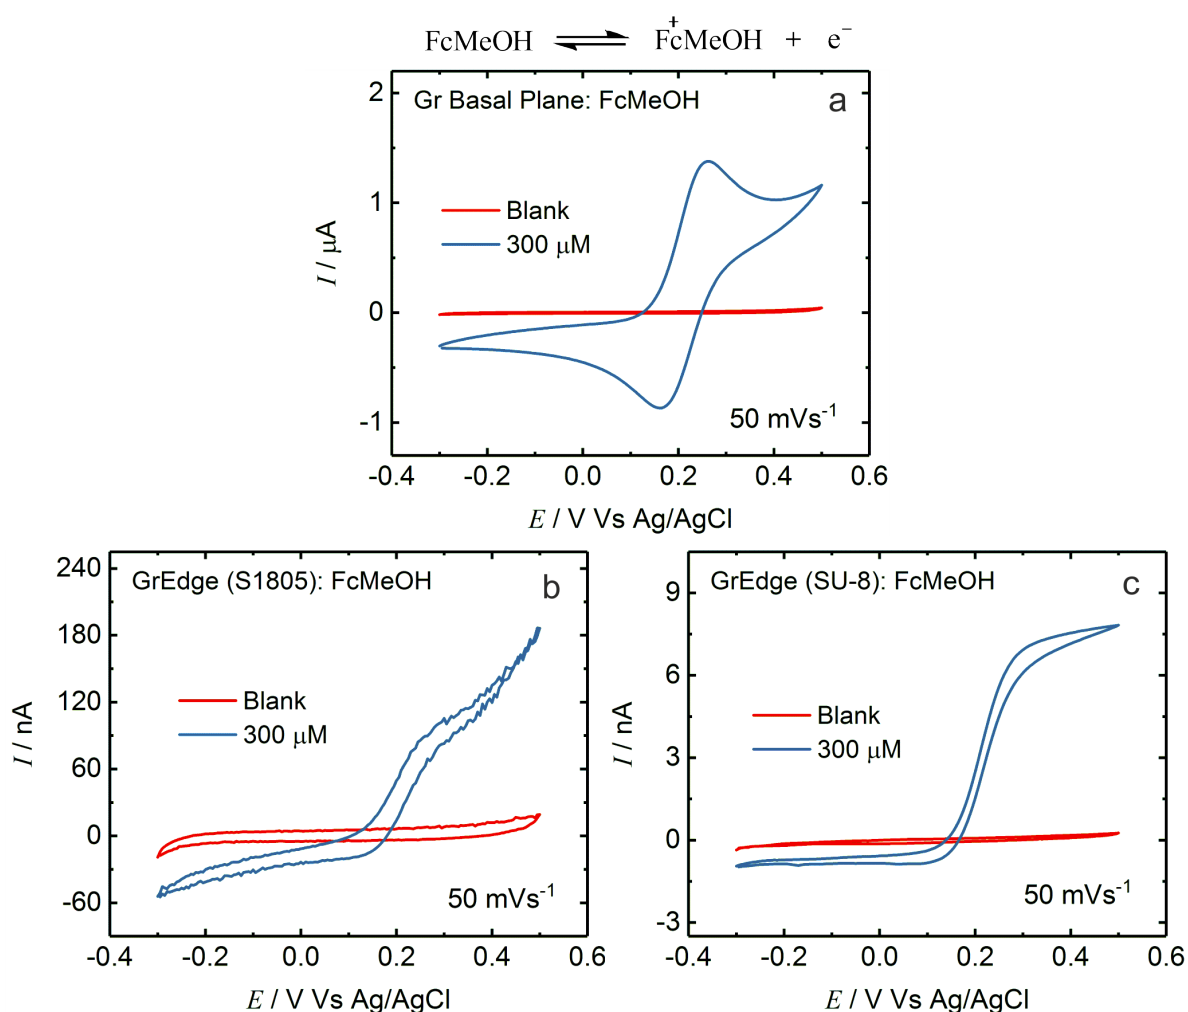 FcMeOH ⇌ Fc⁺MeOH + e⁻
Gr Basal Plane: FcMeOH
a
2
1
0
-1
I / μA
Blank
300 μM
50 mVs⁻¹
-0.4 -0.2 0.0 0.2 0.4 0.6
E / V Vs Ag/AgCl
GrEdge (S1805): FcMeOH
b
240
180
120
60
0
-60
I / nA
Blank
300 μM
50 mVs⁻¹
-0.4 -0.2 0.0 0.2 0.4 0.6
E / V Vs Ag/AgCl
GrEdge (SU-8): FcMeOH
c
9
6
3
0
-3
I / nA
Blank
300 μM
50 mVs⁻¹
-0.4 -0.2 0.0 0.2 0.4 0.6
E / V Vs Ag/AgCl